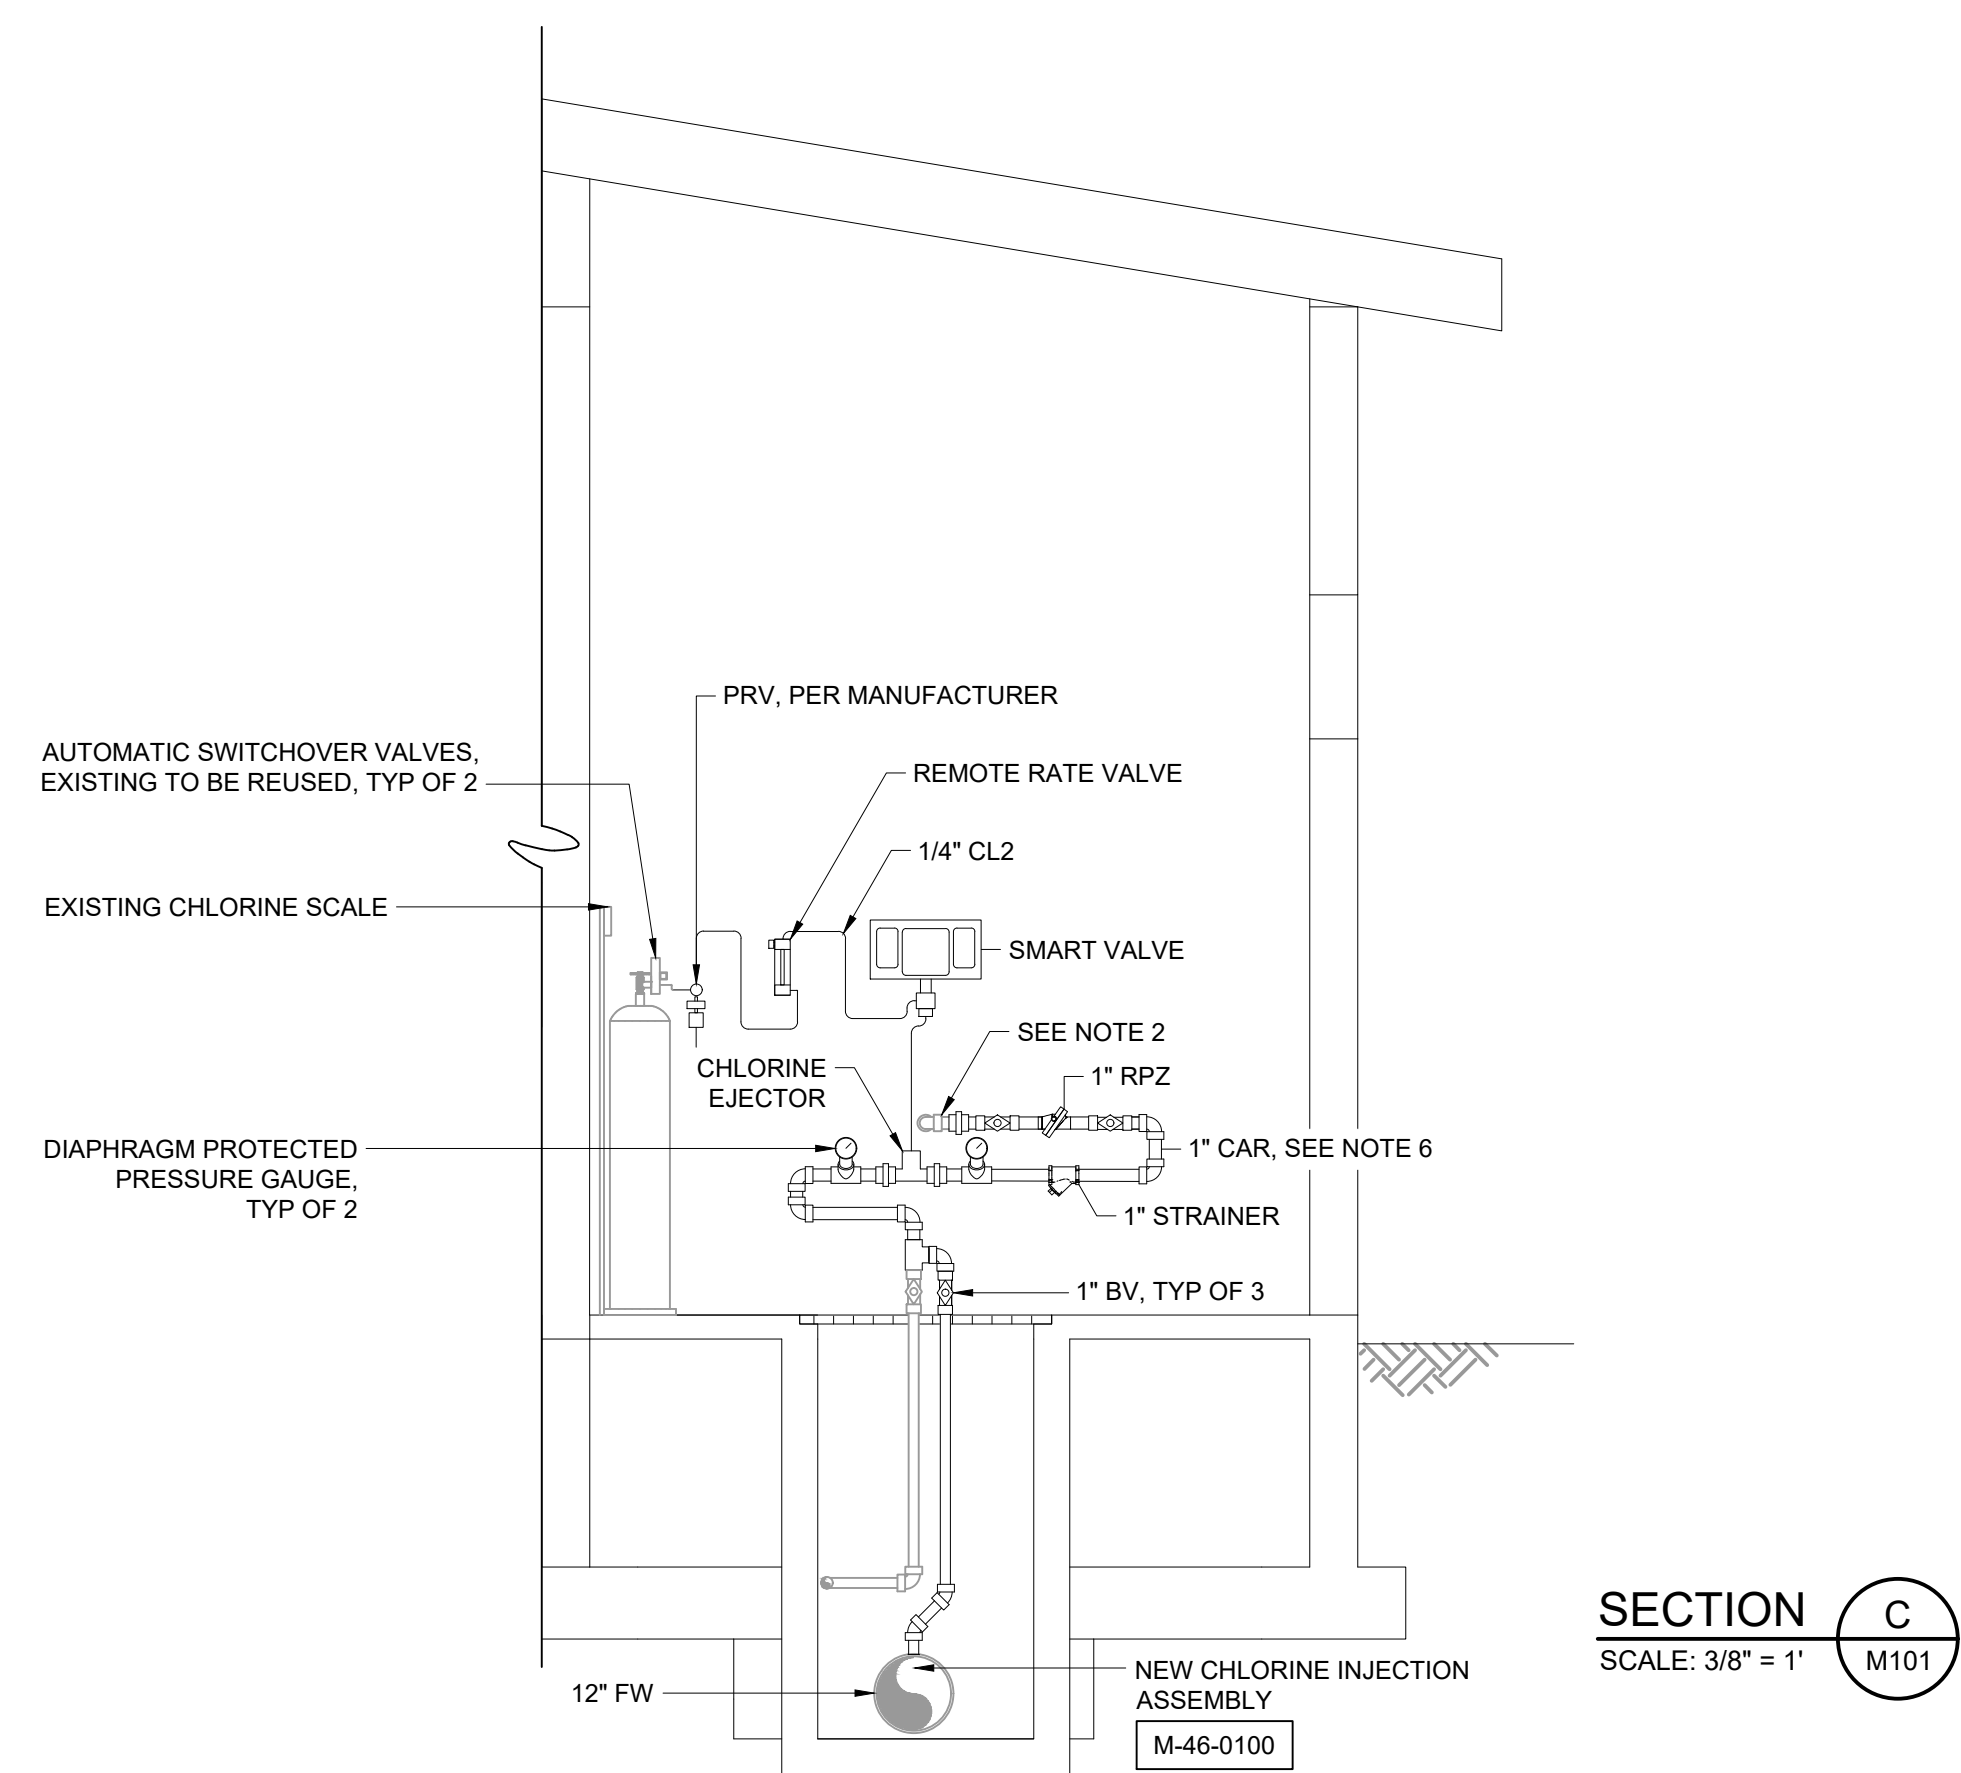 PRV, PER MANUFACTURER
AUTOMATIC SWITCHOVER VALVES,
EXISTING TO BE REUSED, TYP OF 2
REMOTE RATE VALVE
1/4" CL2
EXISTING CHLORINE SCALE
SMART VALVE
SEE NOTE 2
CHLORINE
EJECTOR
1" RPZ
DIAPHRAGM PROTECTED
PRESSURE GAUGE,
TYP OF 2
1" CAR, SEE NOTE 6
1" STRAINER
1" BV, TYP OF 3
12" FW
NEW CHLORINE INJECTION
ASSEMBLY
M-46-0100
SECTION
SCALE: 3/8" = 1'
C
M101